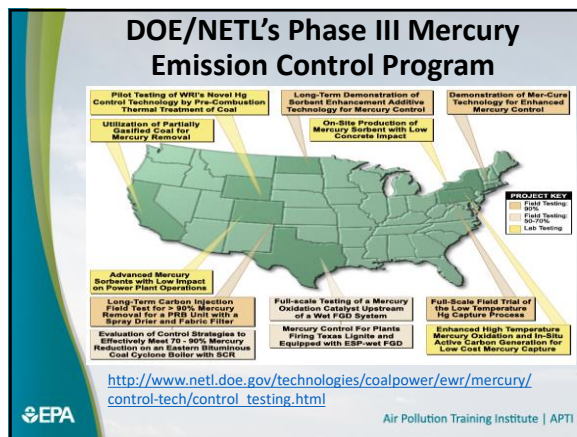 DOE/NETL's Phase III Mercury
Emission Control Program
Pilot Testing of WRI's Novel Hg
Control Technology by Pre-Combustion
Thermal Treatment of Coal
Long-Term Demonstration of
Sorbent Enhancement Additive
Technology for Mercury Control
Demonstration of Mer-Cure
Technology for Enhanced
Mercury Control
Utilization of Partially
Gasified Coal for
Mercury Removal
On-Site Production of
Mercury Sorbent with Low
Concrete Impact
PROJECT KEY
Field Testing:
90%
Field Testing:
50-70%
Lab Testing
Advanced Mercury
Sorbents with Low Impact
on Power Plant Operations
Long-Term Carbon Injection
Field Test for > 90% Mercury
Removal for a PRB Unit with a
Spray Drier and Fabric Filter
Full-scale Testing of a Mercury
Oxidation Catalyst Upstream
of a Wet FGD System
Full-Scale Field Trial of
the Low Temperature
Hg Capture Process
Evaluation of Control Strategies to
Effectively Meet 70 - 90% Mercury
Reduction on an Eastern Bituminous
Coal Cyclone Boiler with SCR
Mercury Control For Plants
Firing Texas Lignite and
Equipped with ESP-wet FGD
Enhanced High Temperature
Mercury Oxidation and In-Situ
Active Carbon Generation for
Low Cost Mercury Capture
http://www.netl.doe.gov/technologies/coalpower/ewr/mercury/
control-tech/control_testing.html
EPA
Air Pollution Training Institute | APTI